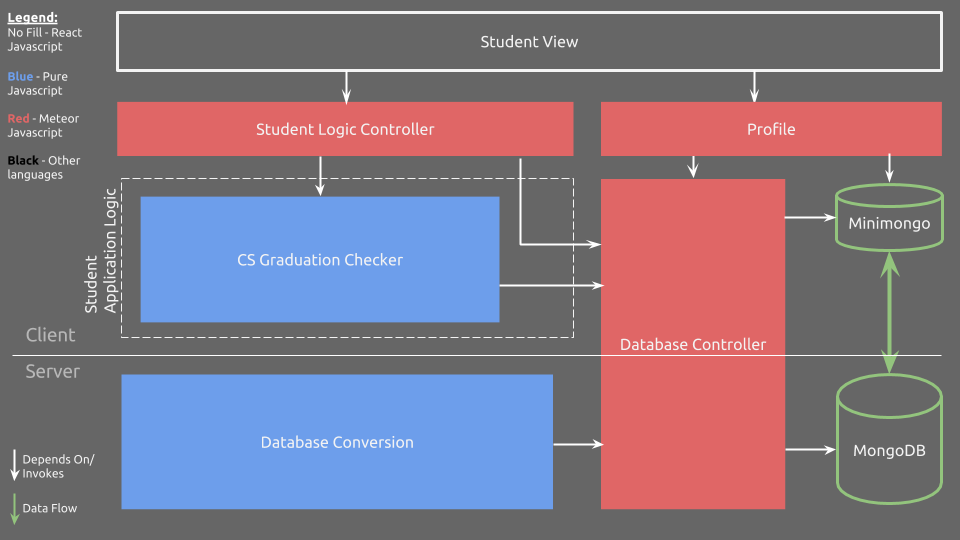 Legend:
No Fill - React
Javascript
Blue - Pure
Javascript
Red - Meteor
Javascript
Black - Other
languages
Student View
Student Logic Controller
Profile
Student
Application Logic
CS Graduation Checker
Minimongo
Client
Database Controller
Server
Database Conversion
MongoDB
Depends On/
Invokes
Data Flow